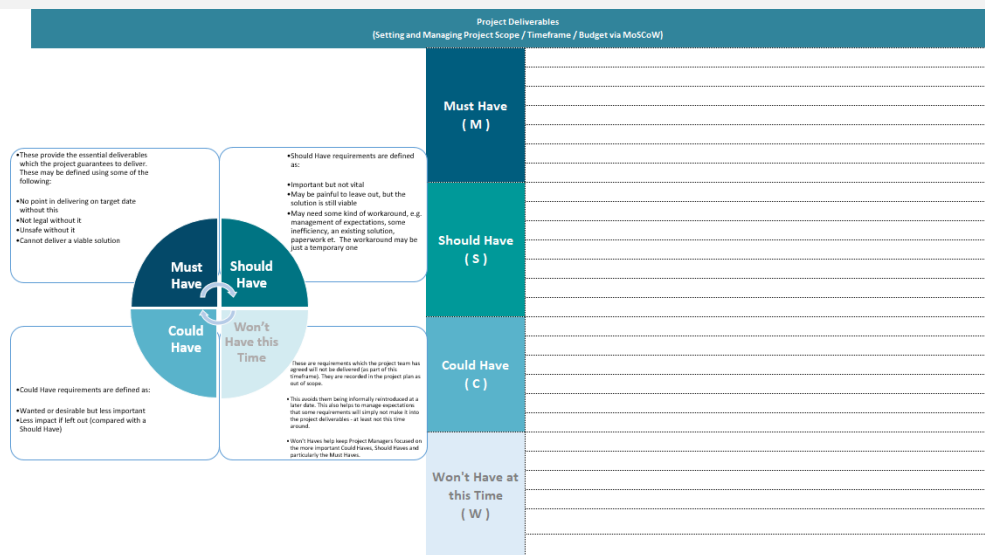 Project Deliverables
(Setting and Managing Project Scope / Timeframe / Budget via MoSCoW)
•These provide the essential deliverables
which the project guarantees to deliver.
These may be defined using some of the
following:
•No point in delivering on target date
without this
•Not legal without it
•Unsafe without it
•Cannot deliver a viable solution
•Should Have requirements are defined
as:
•Important but not vital
•May be painful to leave out, but the
solution is still viable
•May need some kind of workaround, e.g.
management of expectations, some
inefficiency, an existing solution,
paperwork et. The workaround may be
just a temporary one
Must
Have
Should
Have
Could
Have
Won't
Have this
Time
•Could Have requirements are defined as:
•Wanted or desirable but less important
•Less impact if left out (compared with a
Should Have)
These are requirements which the project team has
agreed will not be delivered (as part of this
timeframe). They are recorded in the project plan as
out of scope.
•This avoids them being informally reintroduced at a
later date. This also helps to manage expectations
that some requirements will simply not make it into
the project deliverables - at least not this time
around.
•Won't Haves help keep Project Managers focused on
the more important Could Haves, Should Haves and
particularly the Must Haves.
Must Have
( M )
Should Have
( S )
Could Have
( C )
Won't Have at
this Time
( W )